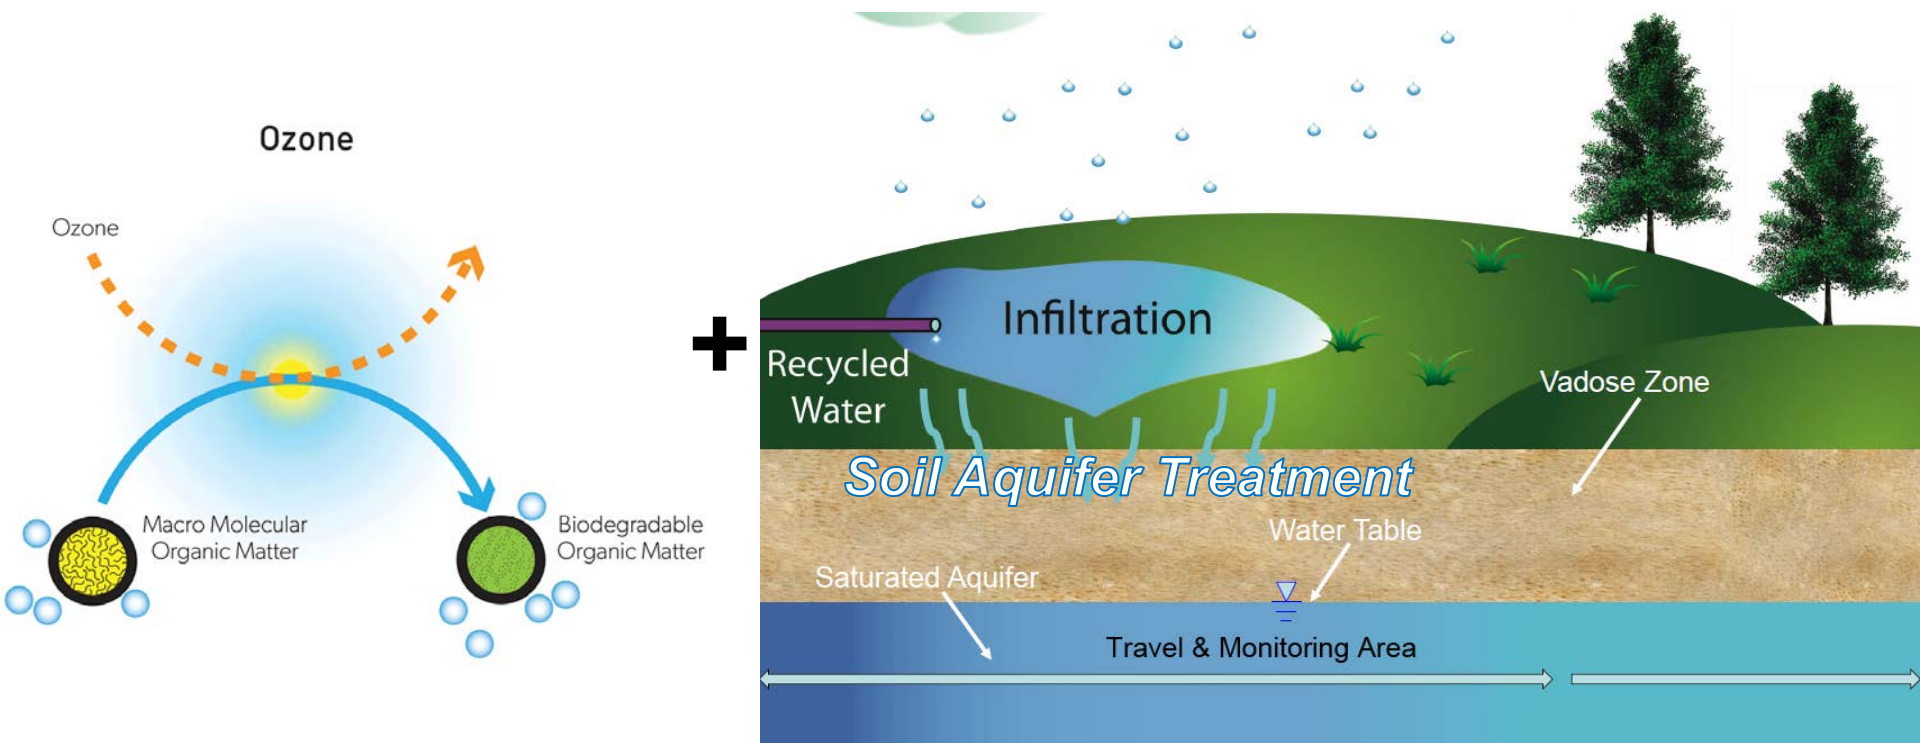 Ozone
Ozone
Macro Molecular
Organic Matter
Biodegradable
Organic Matter
+
Infiltration
Recycled
Water
Vadose Zone
Soil Aquifer Treatment
Water Table
Saturated Aquifer
Travel & Monitoring Area